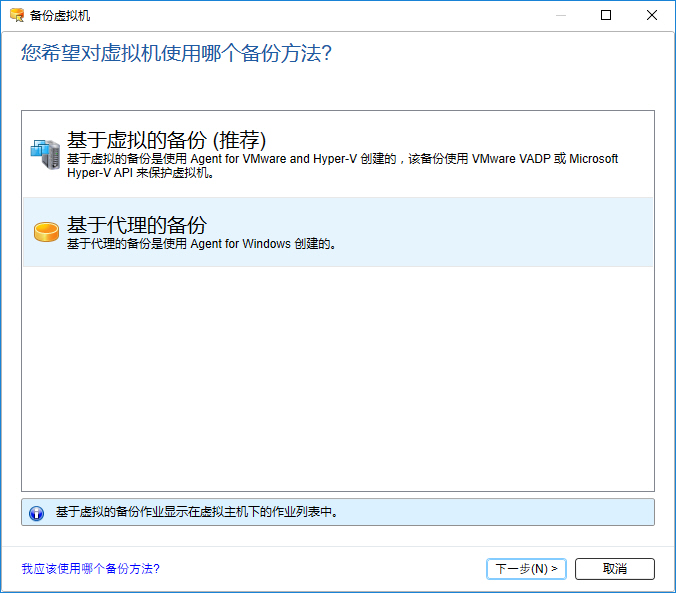 备份虚拟机
您希望对虚拟机使用哪个备份方法?
基于虚拟的备份 (推荐)
基于虚拟的备份是使用 Agent for VMware and Hyper-V 创建的，该备份使用 VMware VADP 或 Microsoft
Hyper-V API 来保护虚拟机。
基于代理的备份
基于代理的备份是使用 Agent for Windows 创建的。
基于虚拟的备份作业显示在虚拟主机下的作业列表中。
我应该使用哪个备份方法?
下一步(N) >
取消